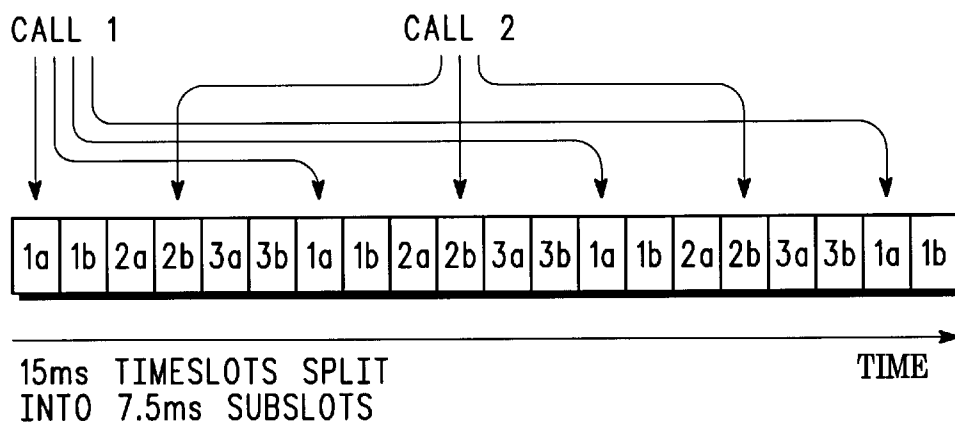 CALL 1 CALL 2
1a 1b 2a 2b 3a 3b 1a 1b 2a 2b 3a 3b 1a 1b 2a 2b 3a 3b 1a 1b
TIME
15ms TIMESLOTS SPLIT
INTO 7.5ms SUBSLOTS